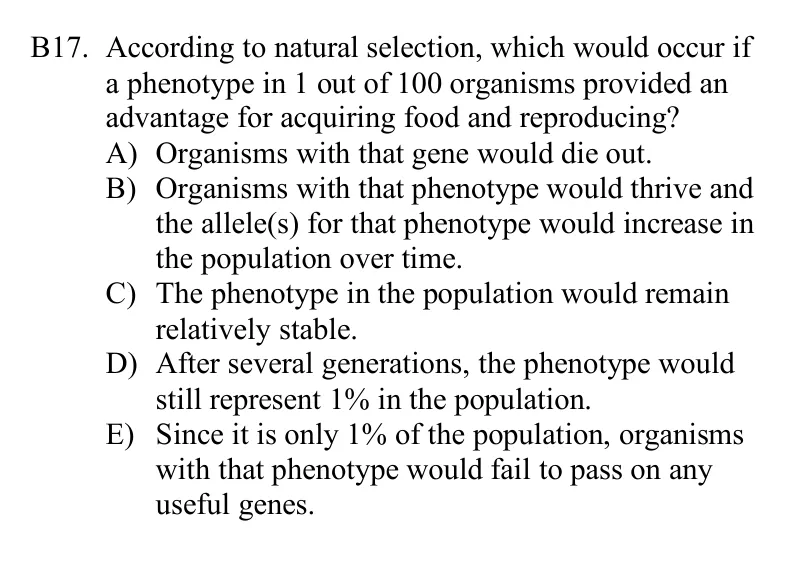 B17. According to natural selection, which would occur if
a phenotype in 1 out of 100 organisms provided an
advantage for acquiring food and reproducing?
A) Organisms with that gene would die out.
B) Organisms with that phenotype would thrive and
the allele(s) for that phenotype would increase in
the population over time.
C) The phenotype in the population would remain
relatively stable.
D) After several generations, the phenotype would
still represent 1% in the population.
E) Since it is only 1% of the population, organisms
with that phenotype would fail to pass on any
useful genes.